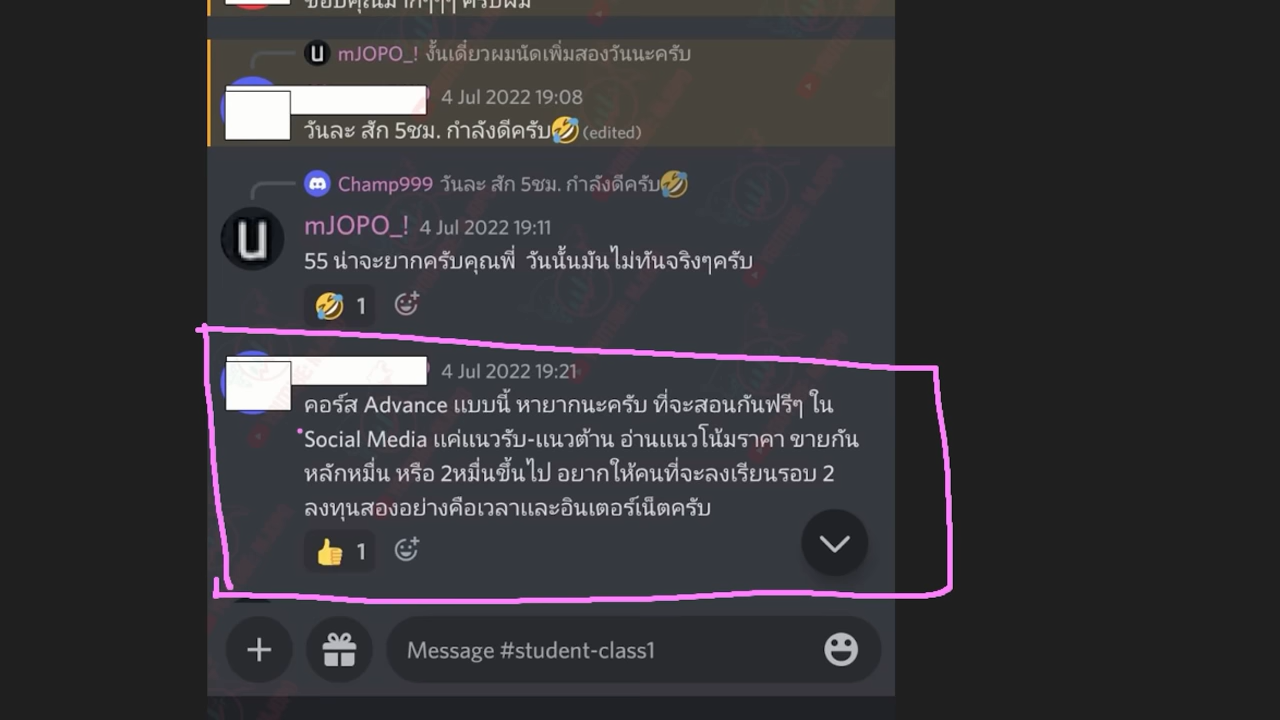 ขอบคุณมากๆๆๆ ครับผม
mJOPO_! งั้นเดี๋ยวผมนัดเพิ่มสองวันนะครับ
4 Jul 2022 19:08
วันละ สัก 5ชม. กำลังดีครับ🤣 (edited)
Champ999 วันละ สัก 5ชม. กำลังดีครับ🤣
mJOPO_! 4 Jul 2022 19:11
55 น่าจะยากครับคุณพี่ วันนั้นมันไม่ทันจริงๆครับ
🤣 1
4 Jul 2022 19:21
คอร์ส Advance แบบนี้ หายากนะครับ ที่จะสอนกันฟรีๆ ใน
Social Media แค่แนวรับ-แนวต้าน อ่านแนวโน้มราคา ขายกัน
หลักหมื่น หรือ 2หมื่นขึ้นไป อยากให้คนที่จะลงเรียนรอบ 2
ลงทุนสองอย่างคือเวลาและอินเตอร์เน็ตครับ
👍 1
Message #student-class1